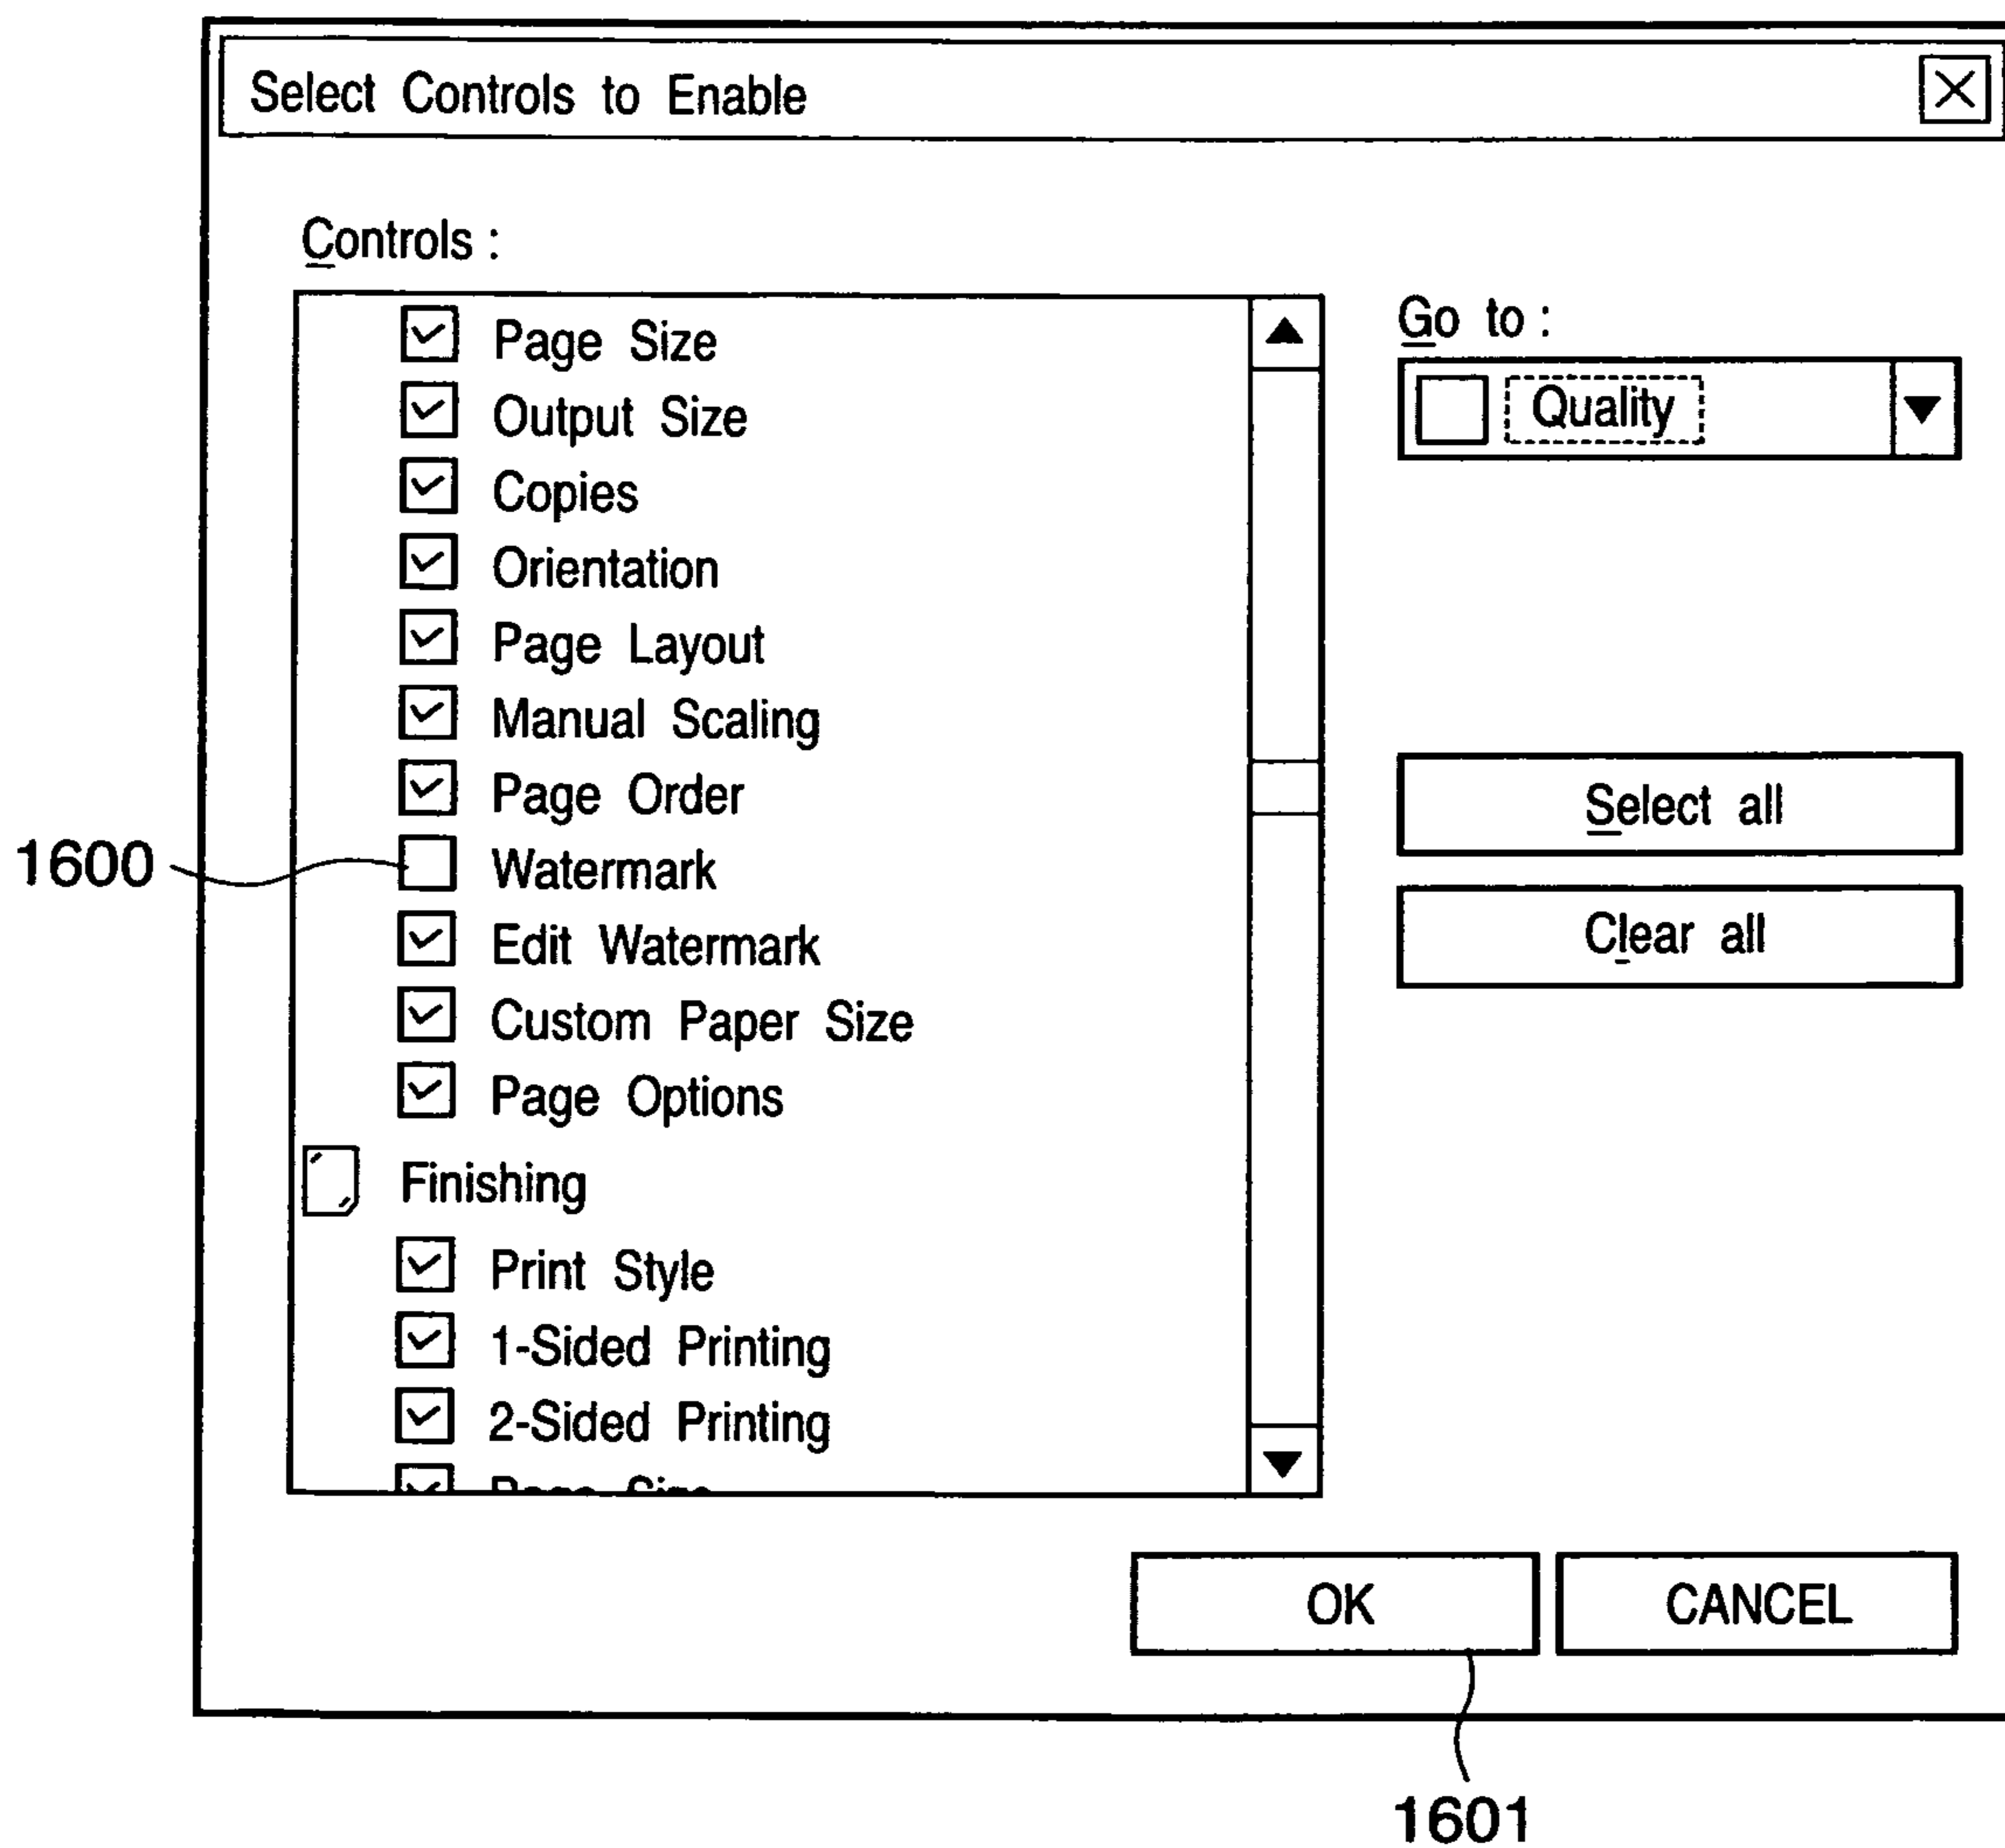 Select Controls to Enable
Controls :
Page Size
Output Size
Copies
Orientation
Page Layout
Manual Scaling
Page Order
1600
Watermark
Edit Watermark
Custom Paper Size
Page Options
Finishing
Print Style
1-Sided Printing
2-Sided Printing
Page Size
Go to :
Quality
Select all
Clear all
OK
CANCEL
1601